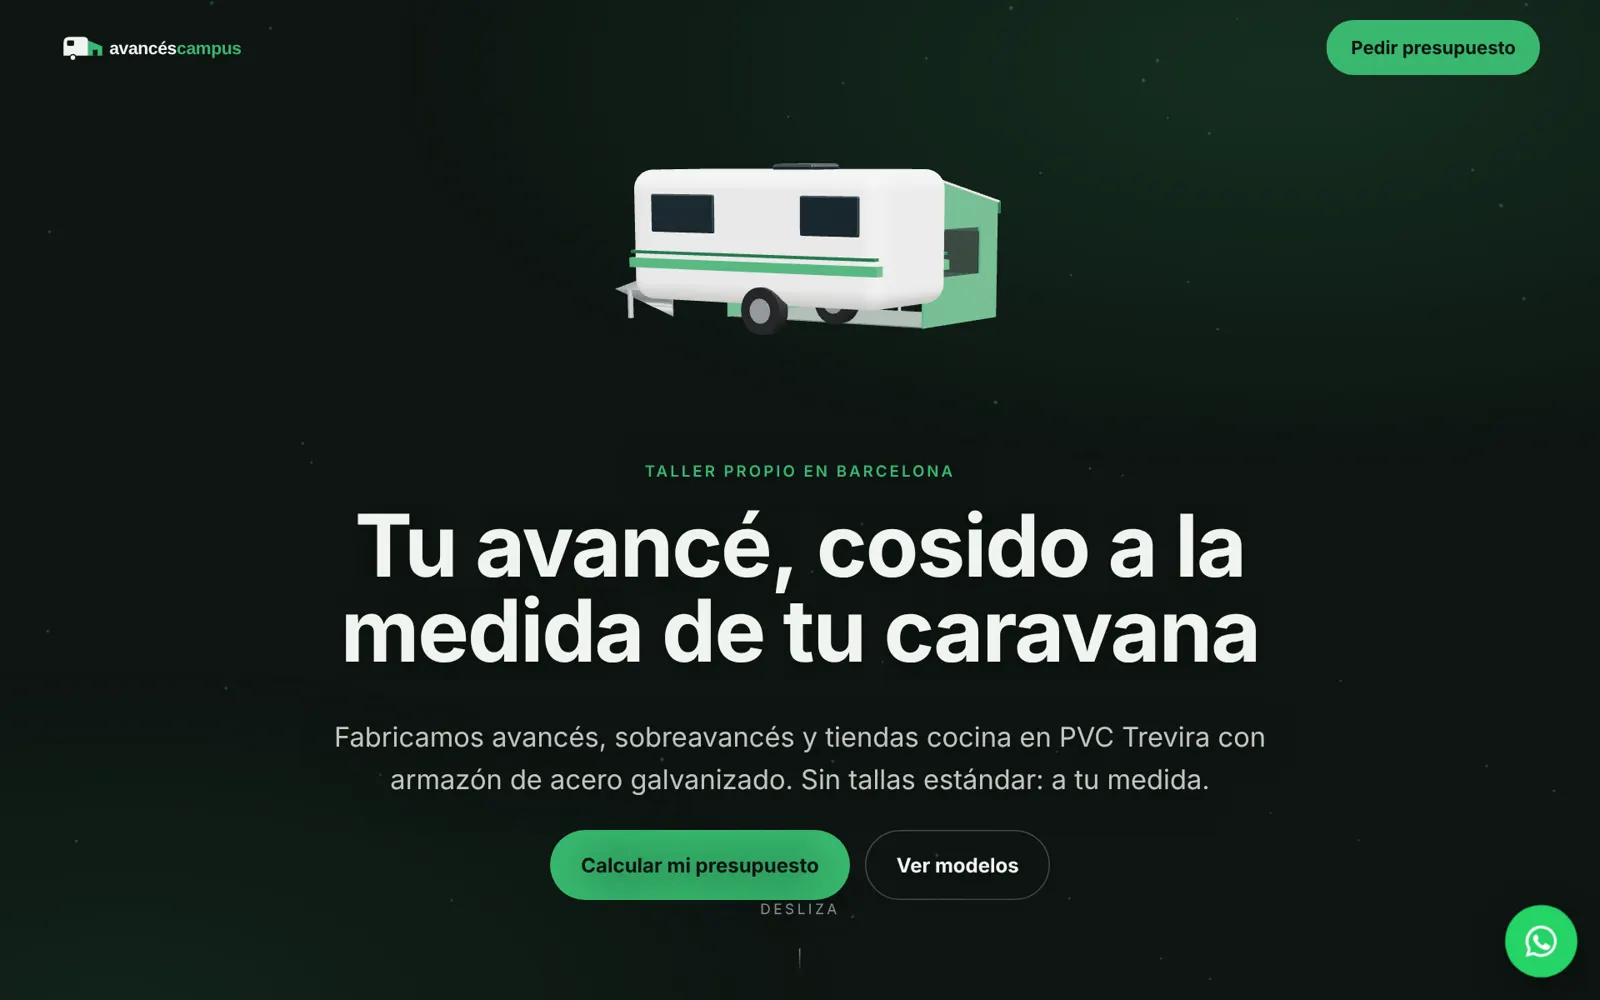 avancéscampus
Pedir presupuesto
TALLER PROPIO EN BARCELONA
Tu avancé, cosido a la
medida de tu caravana
Fabricamos avancés, sobreavancés y tiendas cocina en PVC Trevira con
armazón de acero galvanizado. Sin tallas estándar: a tu medida.
Calcular mi presupuesto
Ver modelos
DESLIZA